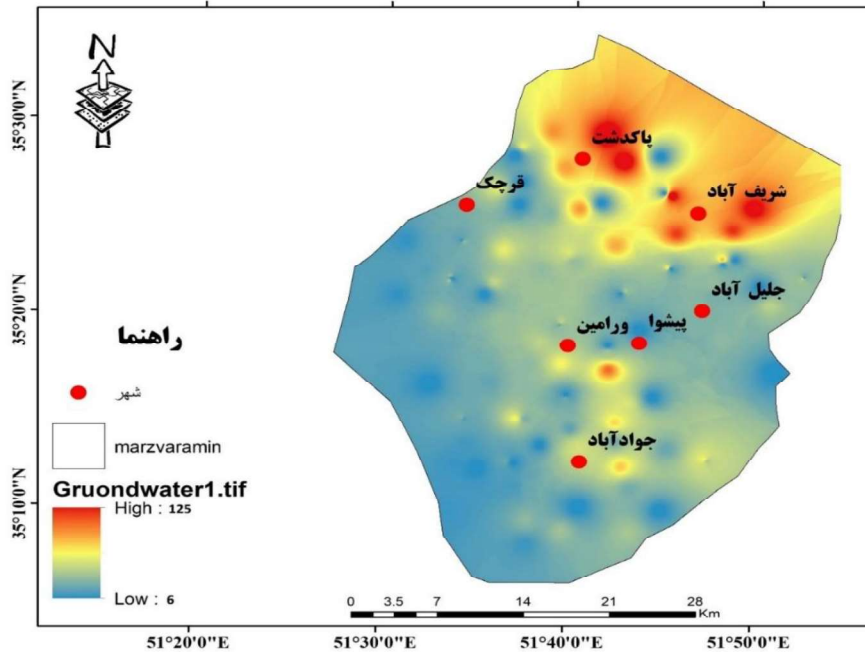 N
35°30'0"N
35°20'0"N
35°10'0"N
پاکدشت
قرچک
شریف آباد
جلیل آباد
پیشوا
ورامین
جوادآباد
راهنما
شهر
marzvaramin
Gruondwater1.tif
High : 125
Low : 6
0 3.5 7 14 21 28
Km
51°20'0"E 51°30'0"E 51°40'0"E 51°50'0"E